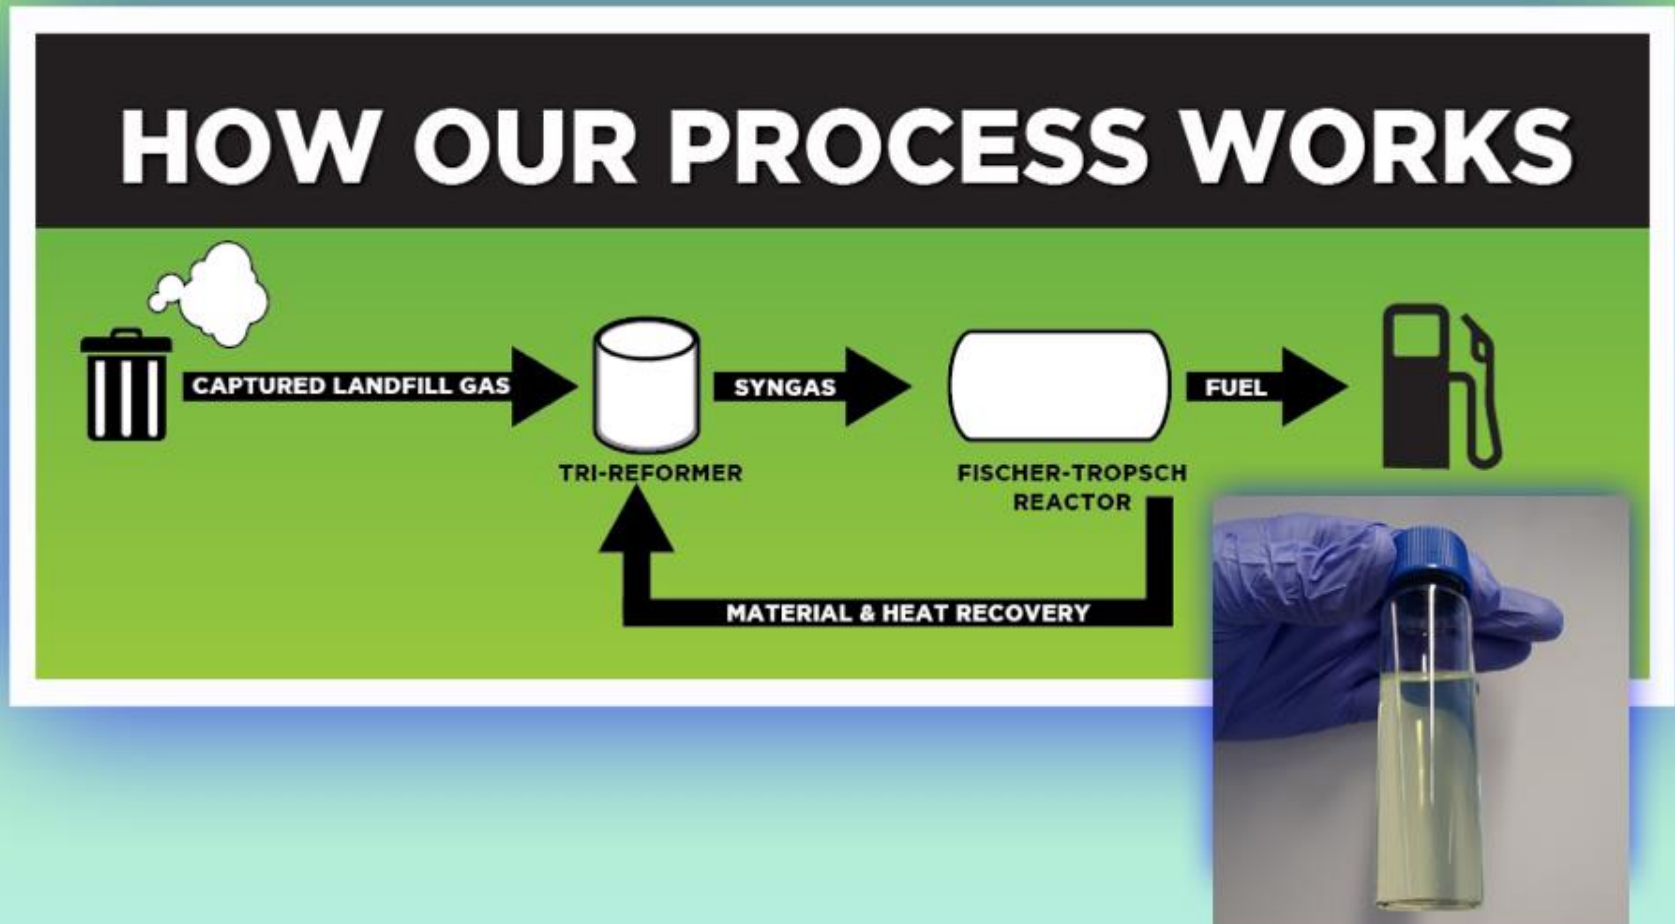 HOW OUR PROCESS WORKS
CAPTURED LANDFILL GAS
SYNGAS
FUEL
TRI-REFORMER
FISCHER-TROPSCH
REACTOR
MATERIAL & HEAT RECOVERY